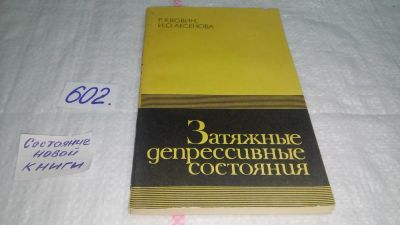 Р.Я.ВОВИН,
И.О.АКСЕНОВА
Затяжные
депрессивные
состояния
602.
Состояние
новой
книги